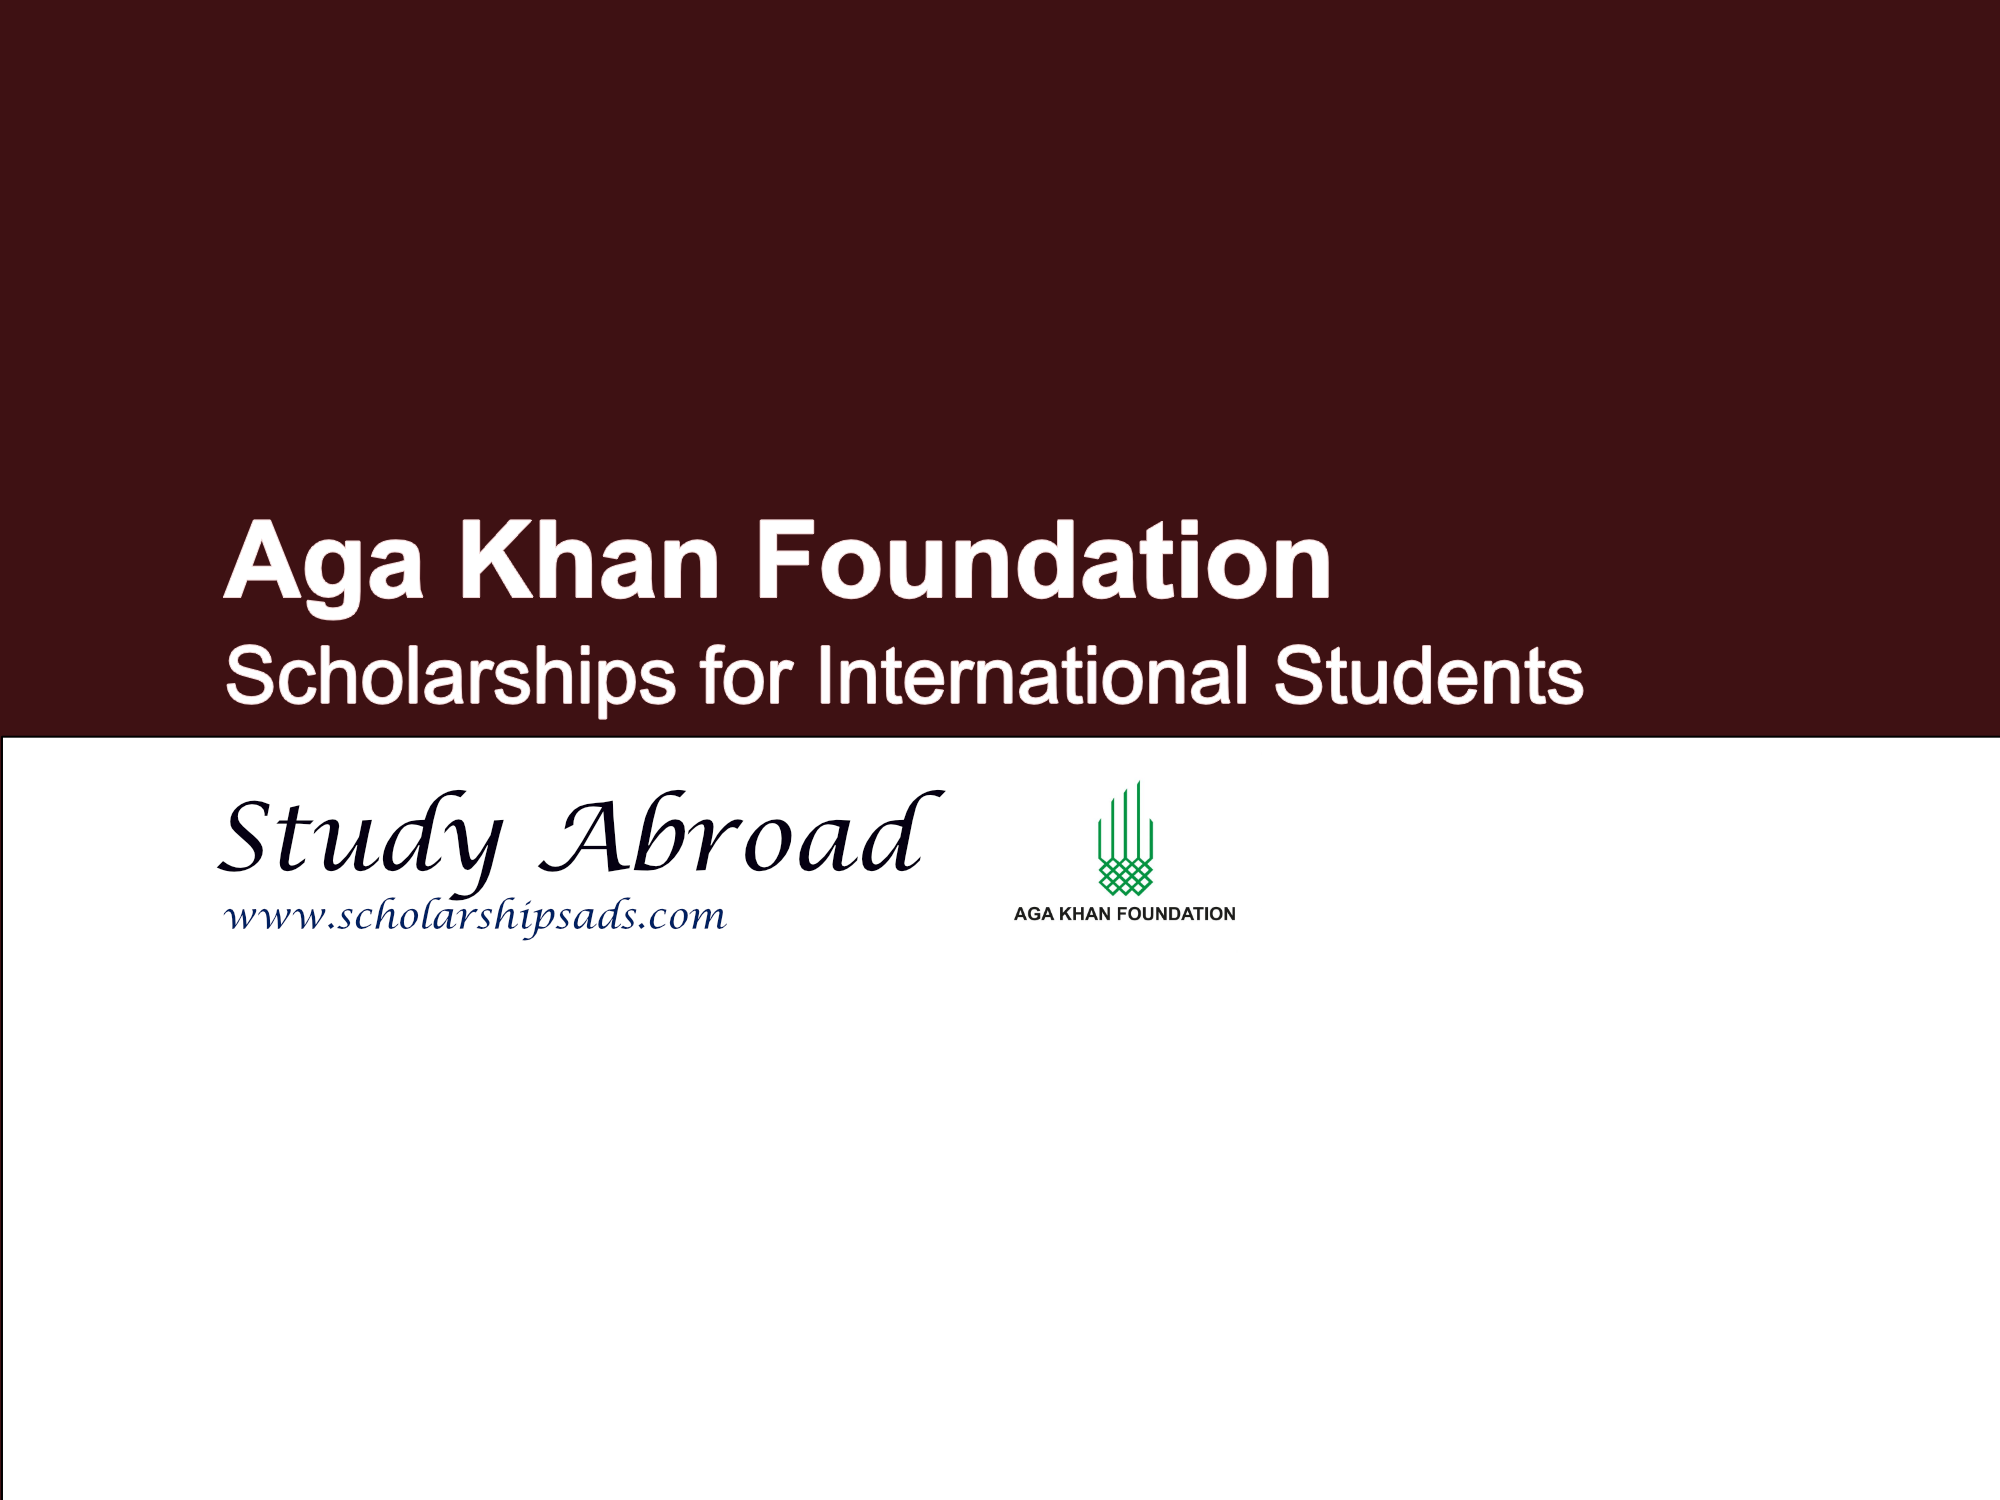 Aga Khan Foundation
Scholarships for International Students
Study Abroad
www.scholarshipsads.com
AGA KHAN FOUNDATION